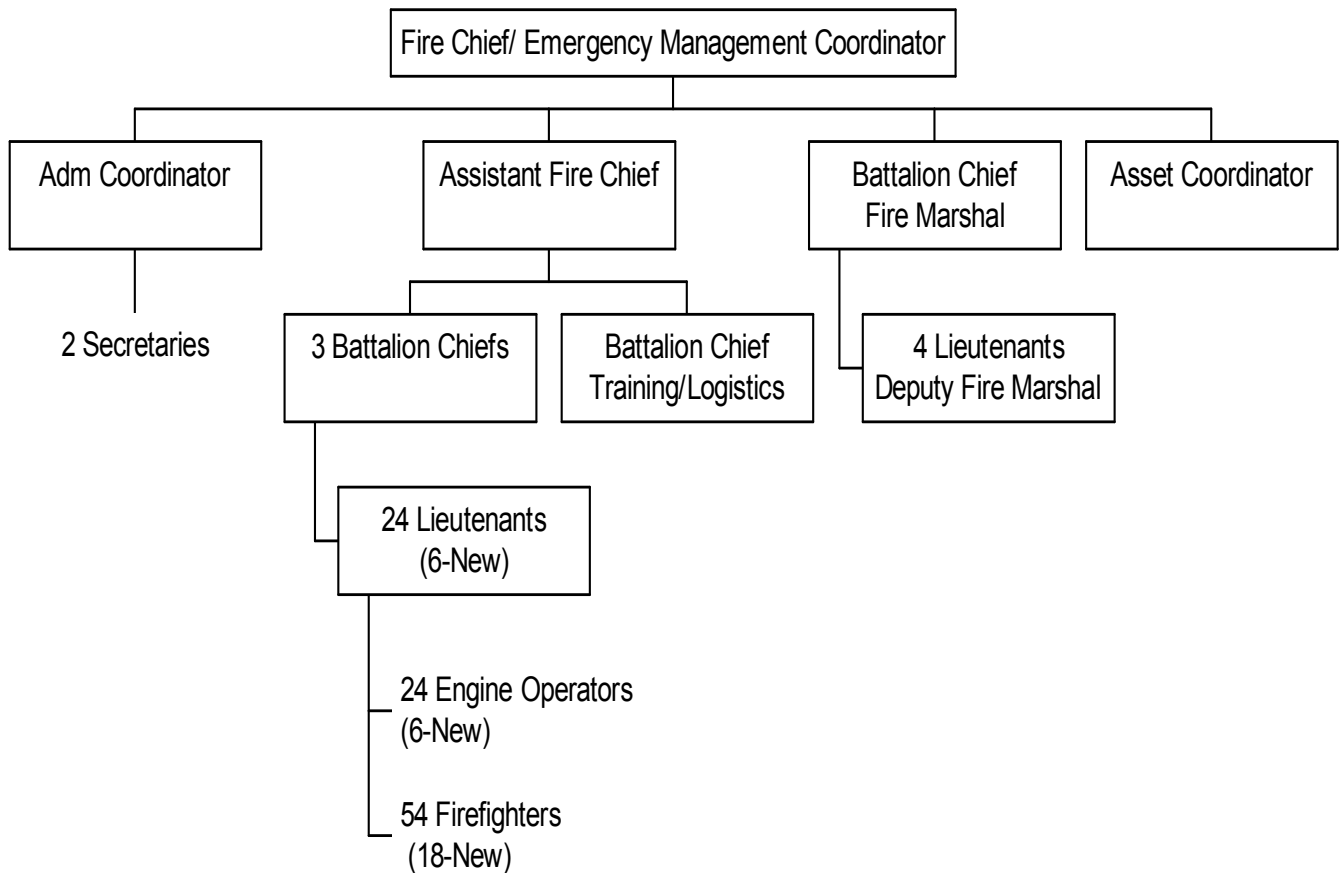 Fire Chief/ Emergency Management Coordinator
Adm Coordinator
Assistant Fire Chief
Battalion Chief
Fire Marshal
Asset Coordinator
2 Secretaries
3 Battalion Chiefs
Battalion Chief
Training/Logistics
4 Lieutenants
Deputy Fire Marshal
24 Lieutenants
(6-New)
24 Engine Operators
(6-New)
54 Firefighters
(18-New)